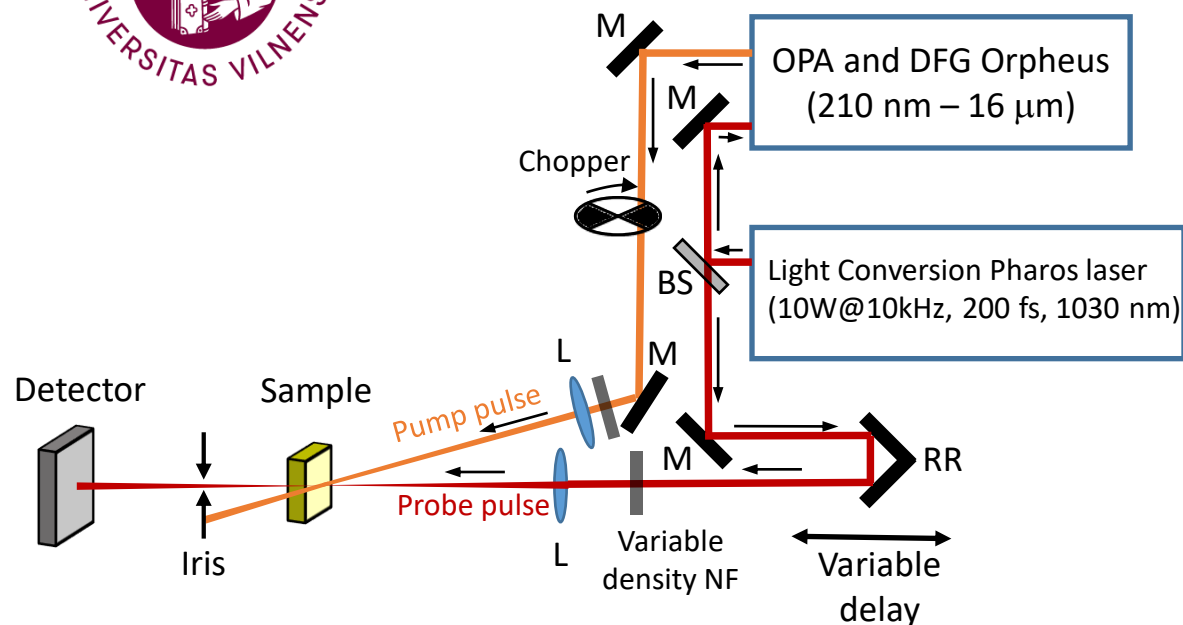 IVERSITAS VILNENS
M
OPA and DFG Orpheus
(210 nm – 16 μm)
M
Chopper
BS
Light Conversion Pharos laser
(10W@10kHz, 200 fs, 1030 nm)
L
M
Detector
Sample
Pump pulse
M
RR
Probe pulse
Iris
L
Variable
density NF
Variable
delay